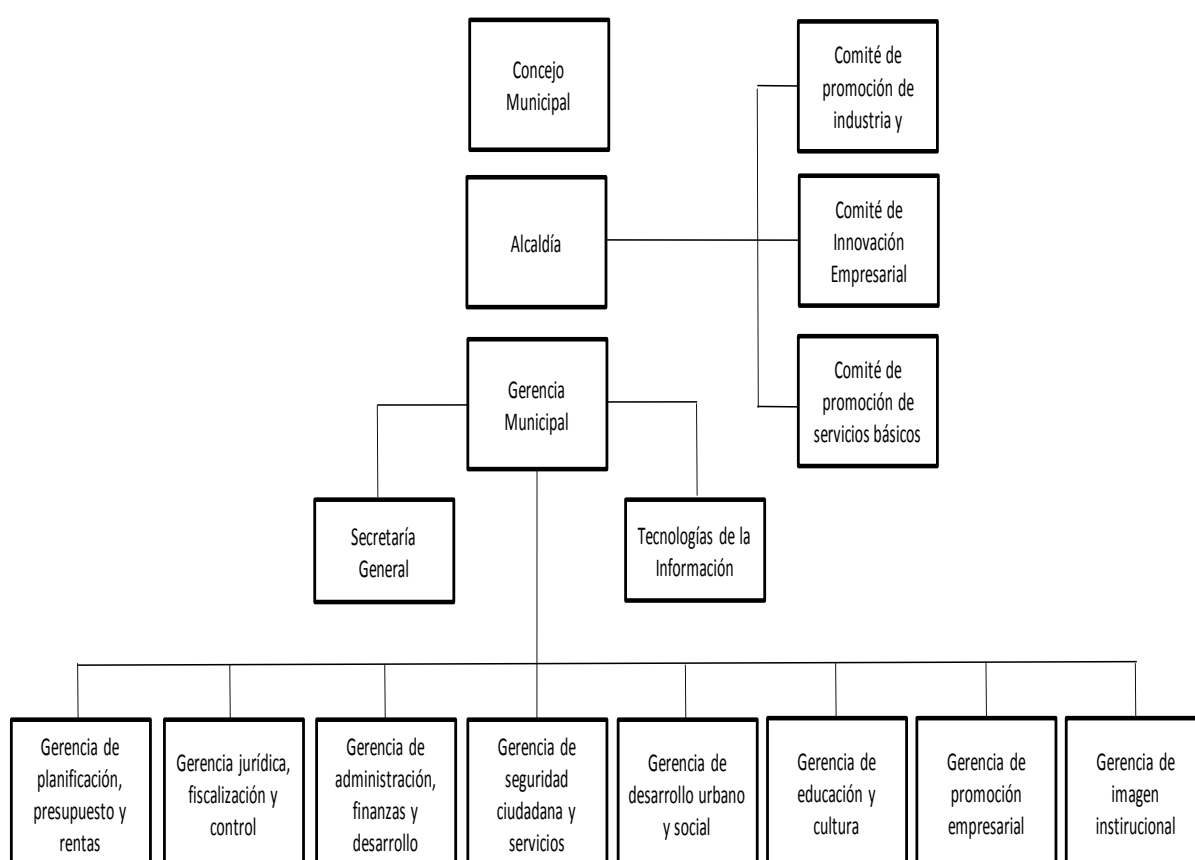 Concejo
Municipal
Comité de
promoción de
industria y
Alcaldía
Comité de
Innovación
Empresarial
Gerencia
Municipal
Comité de
promoción de
servicios básicos
Secretaría
General
Tecnologías de la
Información
Gerencia de
planificación,
presupuesto y
rentas
Gerencia jurídica,
fiscalización y
control
Gerencia de
administración,
finanzas y
desarrollo
Gerencia de
seguridad
ciudadana y
servicios
Gerencia de
desarrollo urbano
y social
Gerencia de
educación y
cultura
Gerencia de
promoción
empresarial
Gerencia de
imagen
instirucional